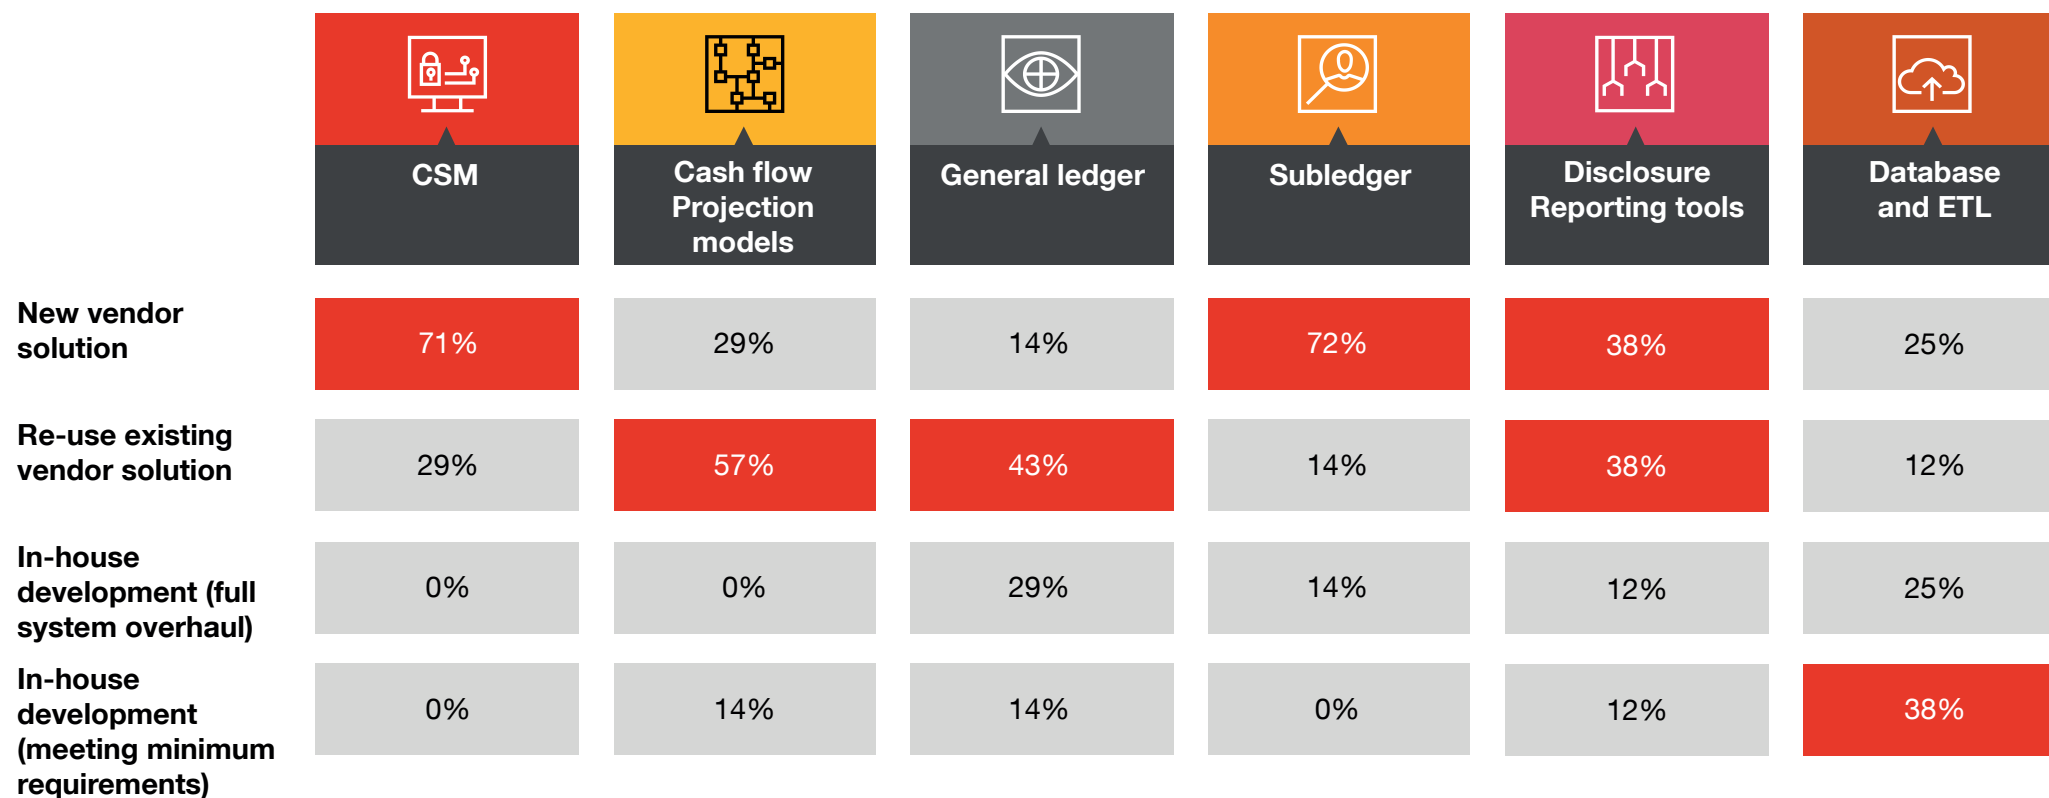 CSM
Cash flow
Projection
models
General ledger
Subledger
Disclosure
Reporting tools
Database
and ETL
New vendor
solution
71%
29%
14%
72%
38%
25%
Re-use existing
vendor solution
29%
57%
43%
14%
38%
12%
In-house
development (full
system overhaul)
0%
0%
29%
14%
12%
25%
In-house
development
(meeting minimum
requirements)
0%
14%
14%
0%
12%
38%